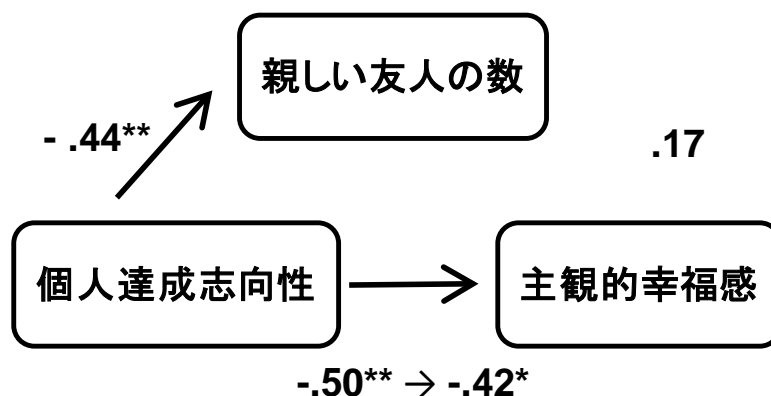 親しい友人の数
- .44**
.17
個人達成志向性
主観的幸福感
-.50** → -.42*